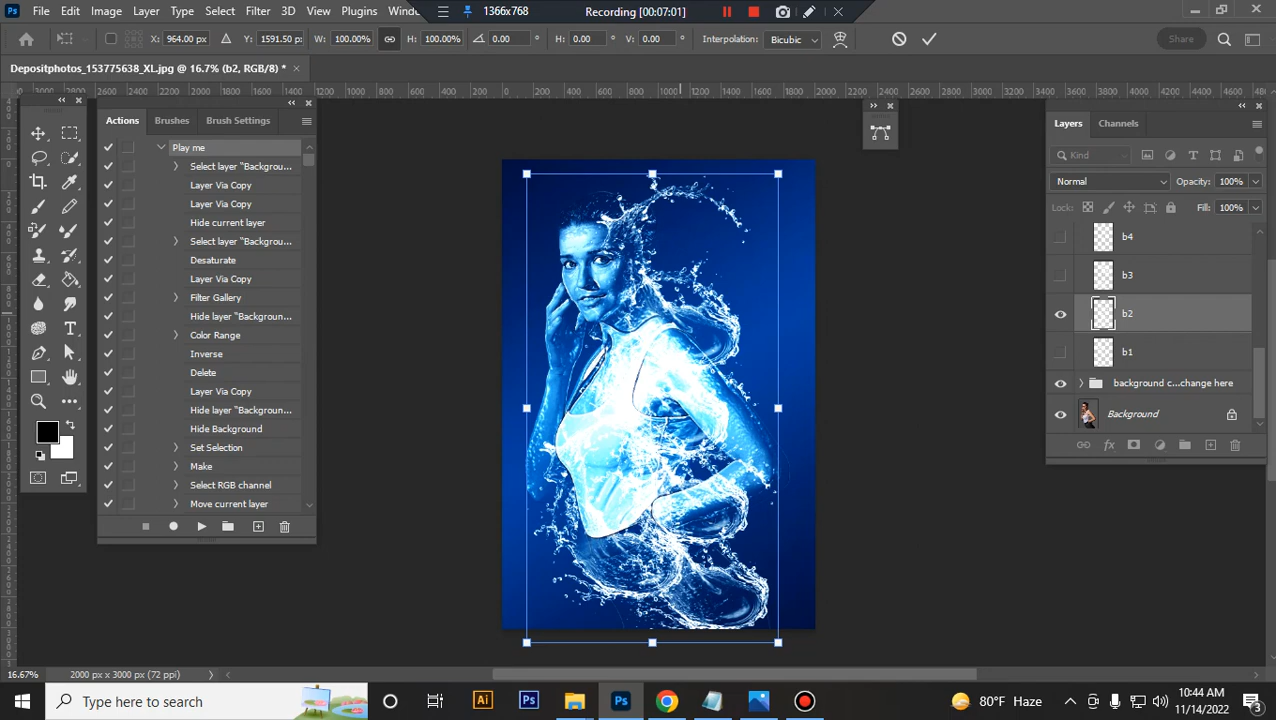 1366x768 Recording [00:07:01]
Ps File Edit Image Layer Type Select Filter 3D View Plugins Windo
X: 964.00 px Y: 1591.50 px W: 100.00% H: 100.00% 0.00 ° H: 0.00 ° V: 0.00 ° Interpolation: Bicubic Share
Depositphotos_153775638_XL.jpg @ 16.7% (b2, RGB/8) *
Actions Brushes Brush Settings
Play me
Select layer "Backgrou...
Layer Via Copy
Layer Via Copy
Hide current layer
Select layer "Backgrou...
Desaturate
Layer Via Copy
Filter Gallery
Hide layer "Backgroun...
Color Range
Inverse
Delete
Layer Via Copy
Hide layer "Backgroun...
Hide Background
Set Selection
Make
Select RGB channel
Move current layer
Layers Channels
Kind
Normal Opacity: 100%
Lock: Fill: 100%
b4
b3
b2
b1
background c...change here
Background
16.67% 2000 px x 3000 px (72 ppi)
Type here to search
Ai Ps Ps
80°F Haze
10:44 AM
11/14/2022
3